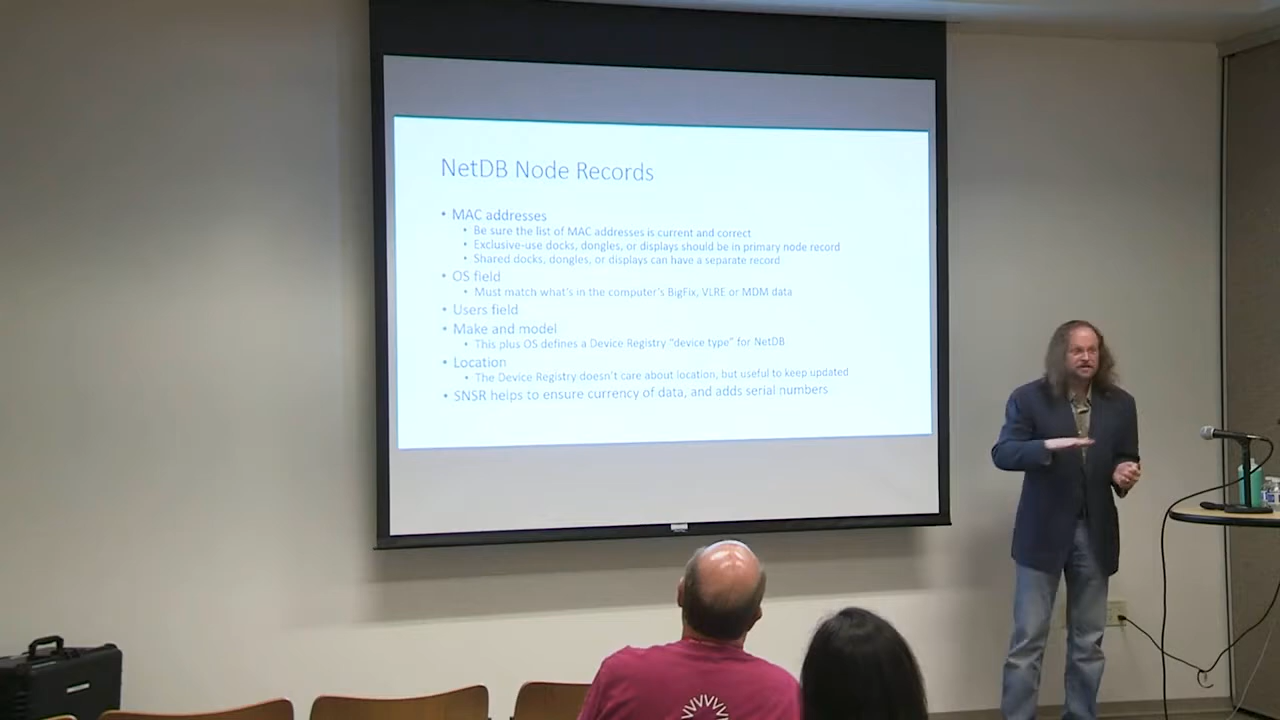 NetDB Node Records
• MAC addresses
• Be sure the list of MAC addresses is current and correct
• Exclusive-use docks, dongles, or displays should be in primary node record
• Shared docks, dongles, or displays can have a separate record
• OS field
• Must match what's in the computer's BigFix, VLRE or MDM data
• Users field
• Make and model
• This plus OS defines a Device Registry "device type" for NetDB
• Location
• The Device Registry doesn't care about location, but useful to keep updated
• SNSR helps to ensure currency of data, and adds serial numbers